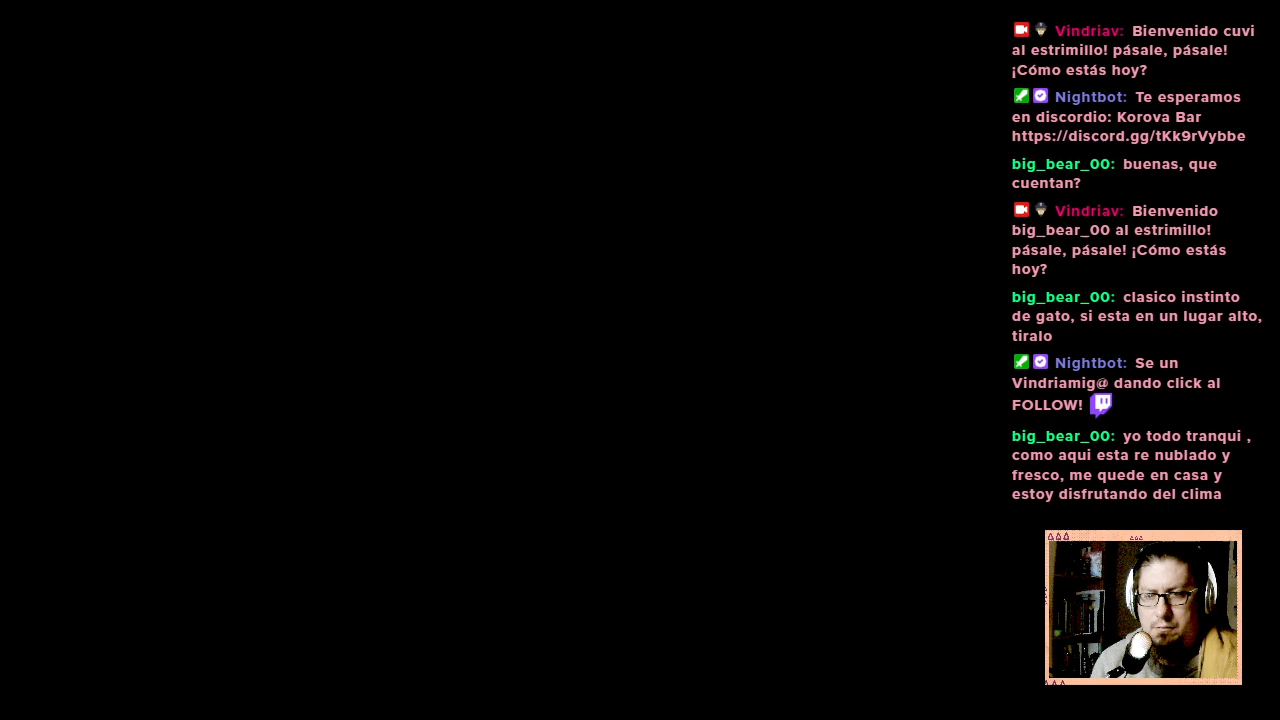 Vindriav: Bienvenido cuvi
al estrimillo! pásale, pásale!
¡Cómo estás hoy?
Nightbot: Te esperamos
en discordio: Korova Bar
https://discord.gg/tKk9rVybbe
big_bear_00: buenas, que
cuentan?
Vindriav: Bienvenido
big_bear_00 al estrimillo!
pásale, pásale! ¡Cómo estás
hoy?
big_bear_00: clasico instinto
de gato, si esta en un lugar alto,
tiralo
Nightbot: Se un
Vindriamig@ dando click al
FOLLOW!
big_bear_00: yo todo tranqui ,
como aqui esta re nublado y
fresco, me quede en casa y
estoy disfrutando del clima